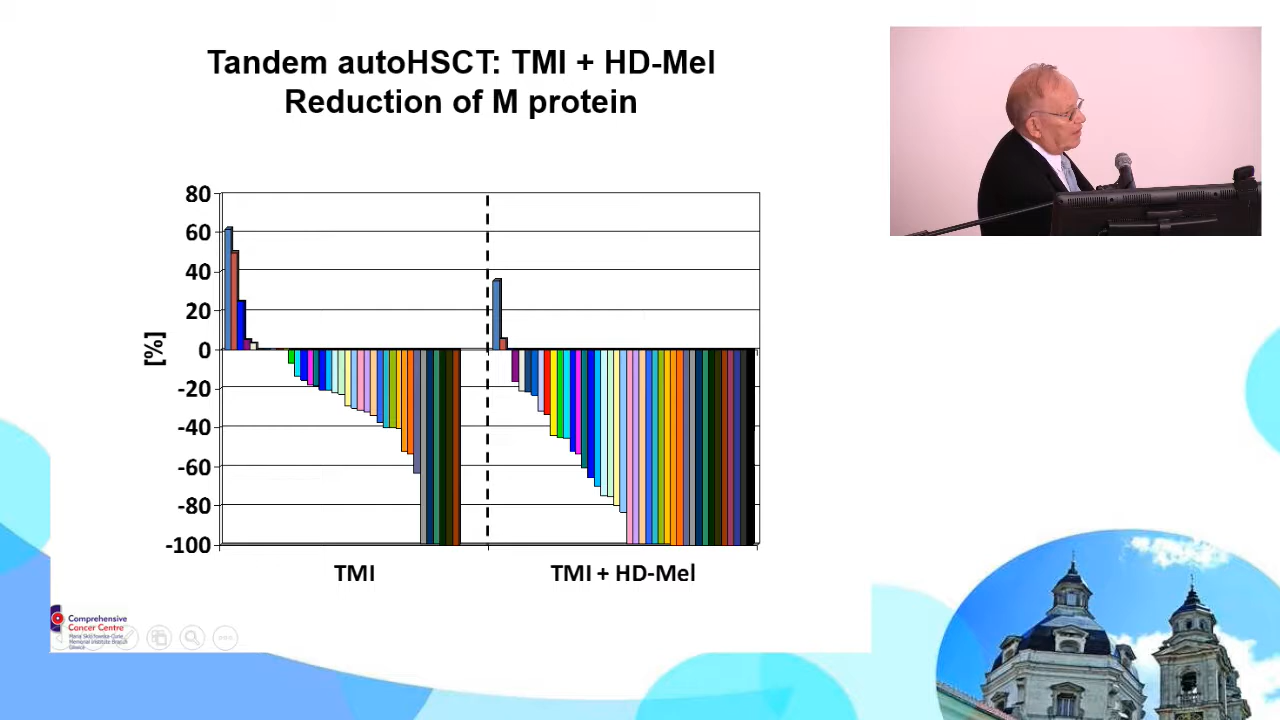 Tandem autoHSCT: TMI + HD-Mel
Reduction of M protein
80
60
40
20
0
-20
-40
-60
-80
-100
[%]
TMI
TMI + HD-Mel
Comprehensive
Cancer Centre